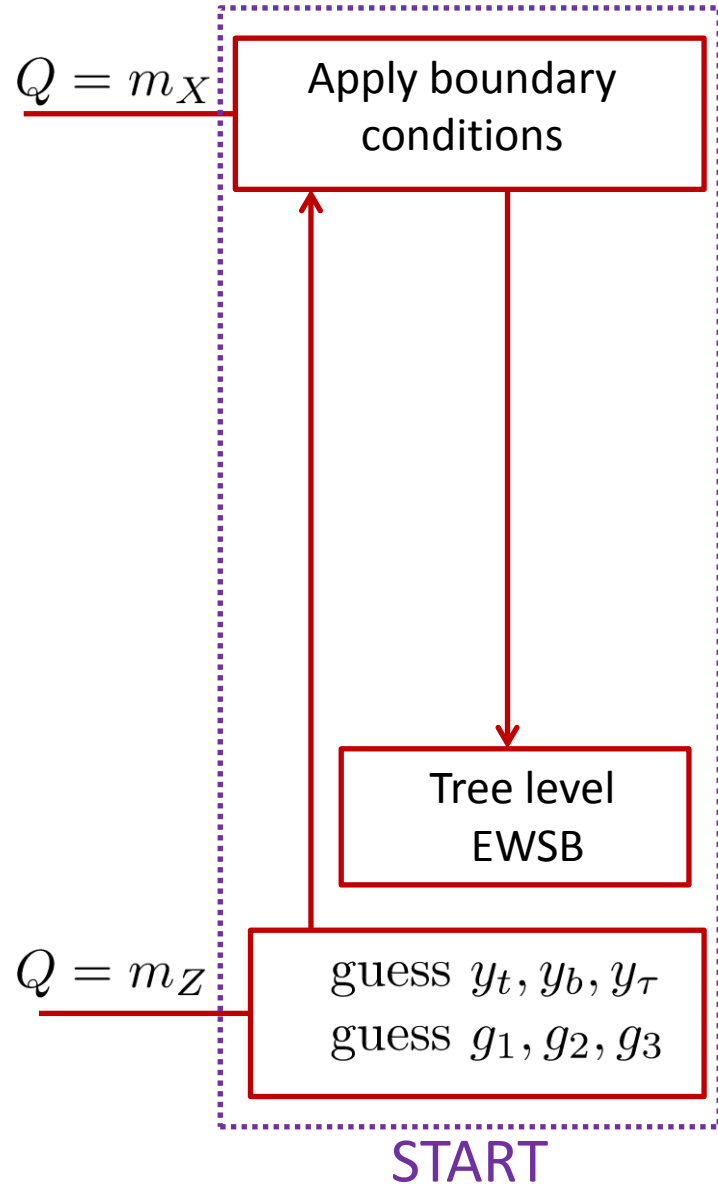 Q = m_X
Apply boundary
conditions
Tree level
EWSB
Q = m_Z
guess y_t, y_b, y_τ
guess g_1, g_2, g_3
START